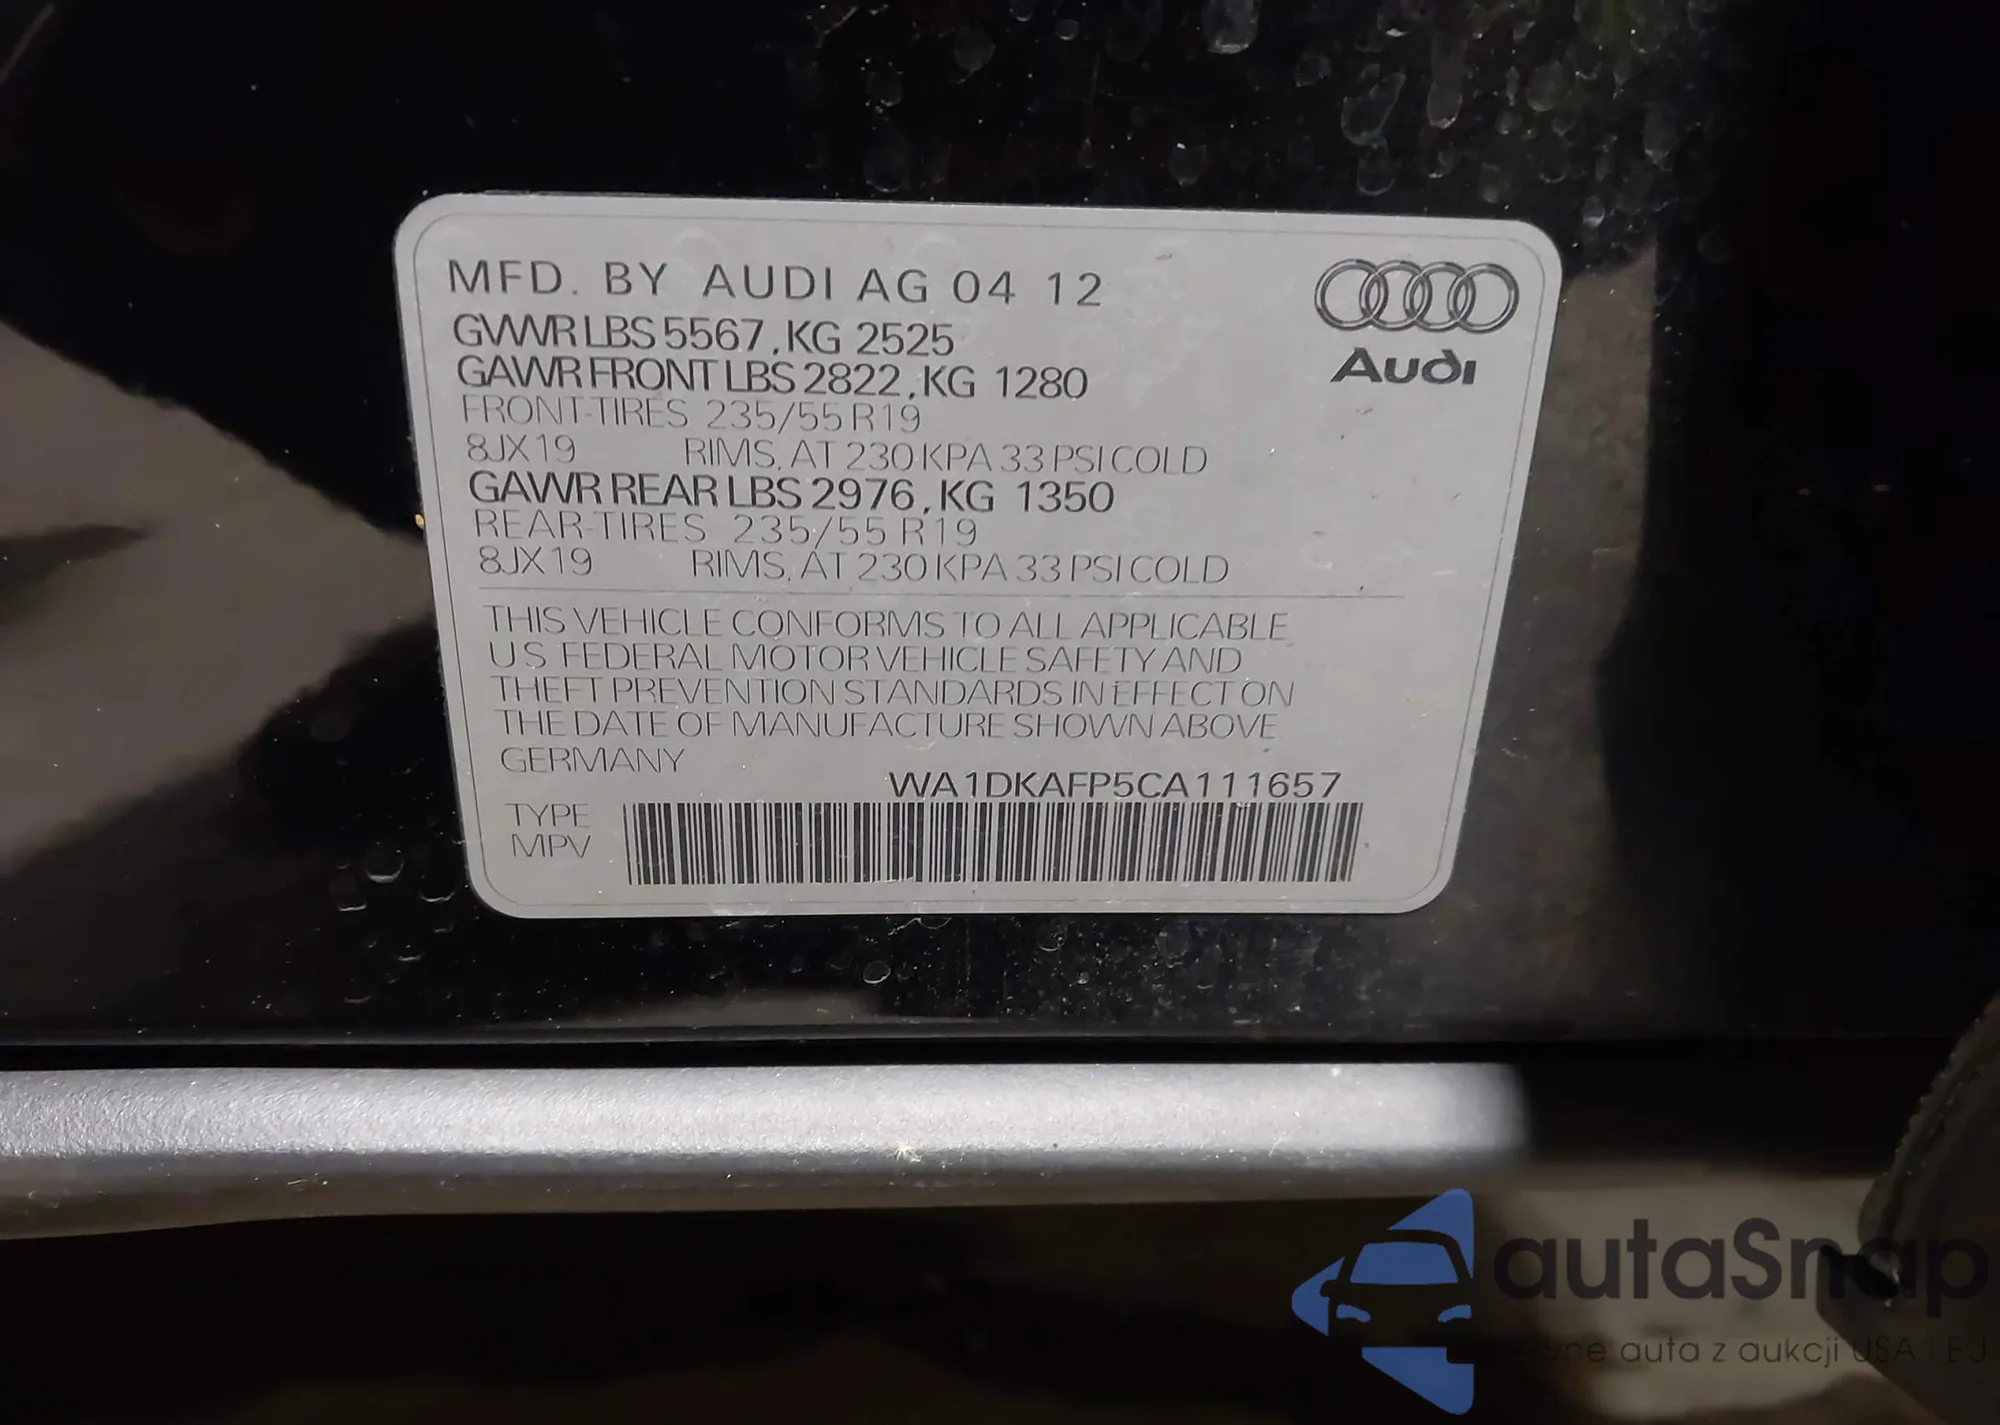 MFD. BY AUDI AG 04 12
GVWR LBS 5567, KG 2525
GAWR FRONT LBS 2822, KG 1280
FRONT-TIRES 235/55 R19
8JX19 RIMS, AT 230 KPA 33 PSI COLD
GAWR REAR LBS 2976, KG 1350
REAR-TIRES 235/55 R19
8JX19 RIMS, AT 230 KPA 33 PSI COLD
Audi
THIS VEHICLE CONFORMS TO ALL APPLICABLE
US FEDERAL MOTOR VEHICLE SAFETY AND
THEFT PREVENTION STANDARDS IN EFFECT ON
THE DATE OF MANUFACTURE SHOWN ABOVE
GERMANY
WA1DKAFP5CA111657
TYPE
MPV
autaSnap
auta z aukcji USA i EU